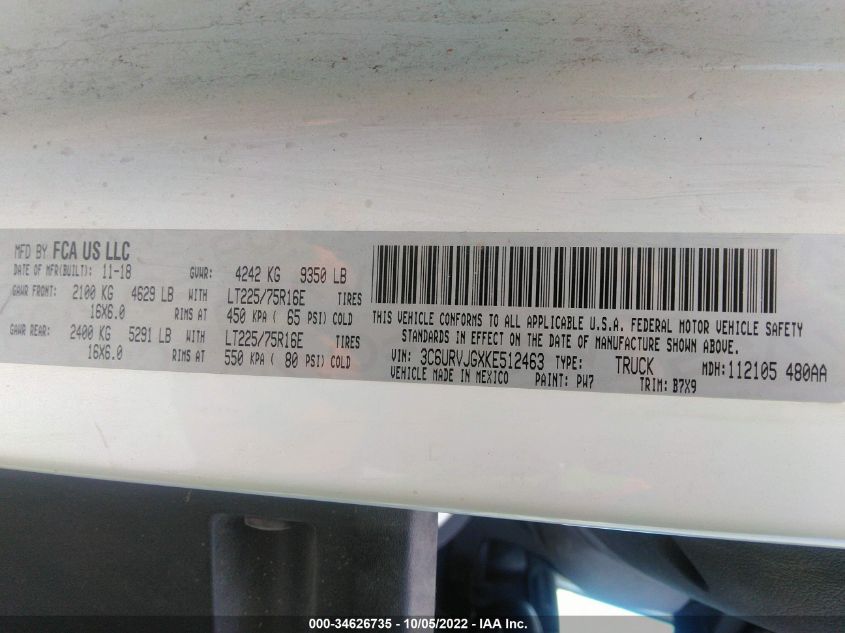 MFD BY FCA US LLC
DATE OF MFR(BUILT): 11-18 GVWR: 4242 KG 9350 LB
GAWR FRONT: 2100 KG 4629 LB WITH LT225/75R16E TIRES
16X6.0 RIMS AT 450 KPA ( 65 PSI) COLD
GAWR REAR: 2400 KG 5291 LB WITH LT225/75R16E TIRES
16X6.0 RIMS AT 550 KPA ( 80 PSI) COLD
THIS VEHICLE CONFORMS TO ALL APPLICABLE U.S.A. FEDERAL MOTOR VEHICLE SAFETY
STANDARDS IN EFFECT ON THE DATE OF MANUFACTURE SHOWN ABOVE.
VIN: 3C6URVJGXKE512463 TYPE: TRUCK MDH:112105 480AA
VEHICLE MADE IN MEXICO PAINT: PW7 TRIM: B7X9
000-34626735 - 10/05/2022 - IAA Inc.